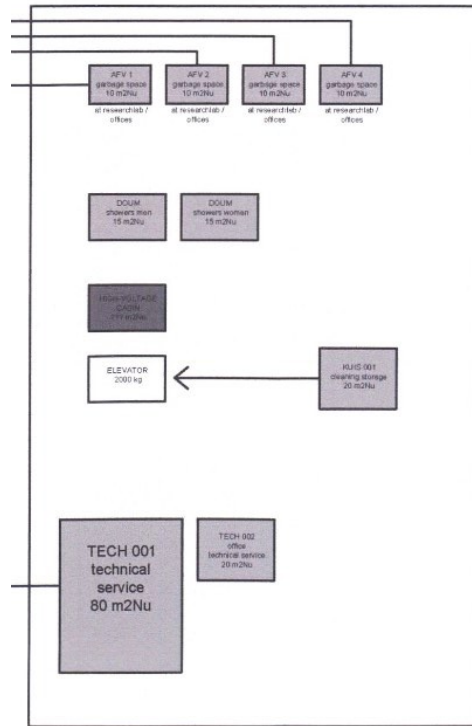 AFV 1
garbage space
10 m2Nu
at researchlab /
offices
AFV 2
garbage space
10 m2Nu
at researchlab /
offices
AFV 3
garbage space
10 m2Nu
at researchlab /
offices
AFV 4
garbage space
10 m2Nu
at researchlab /
offices
DOUM
showers men
15 m2Nu
DOUM
showers women
15 m2Nu
HIGH-VOLTAGE
CABIN
ELEVATOR
2000 kg
KUIS 001
cleaning storage
20 m2Nu
TECH 001
technical
service
80 m2Nu
TECH 002
office
technical service
20 m2Nu